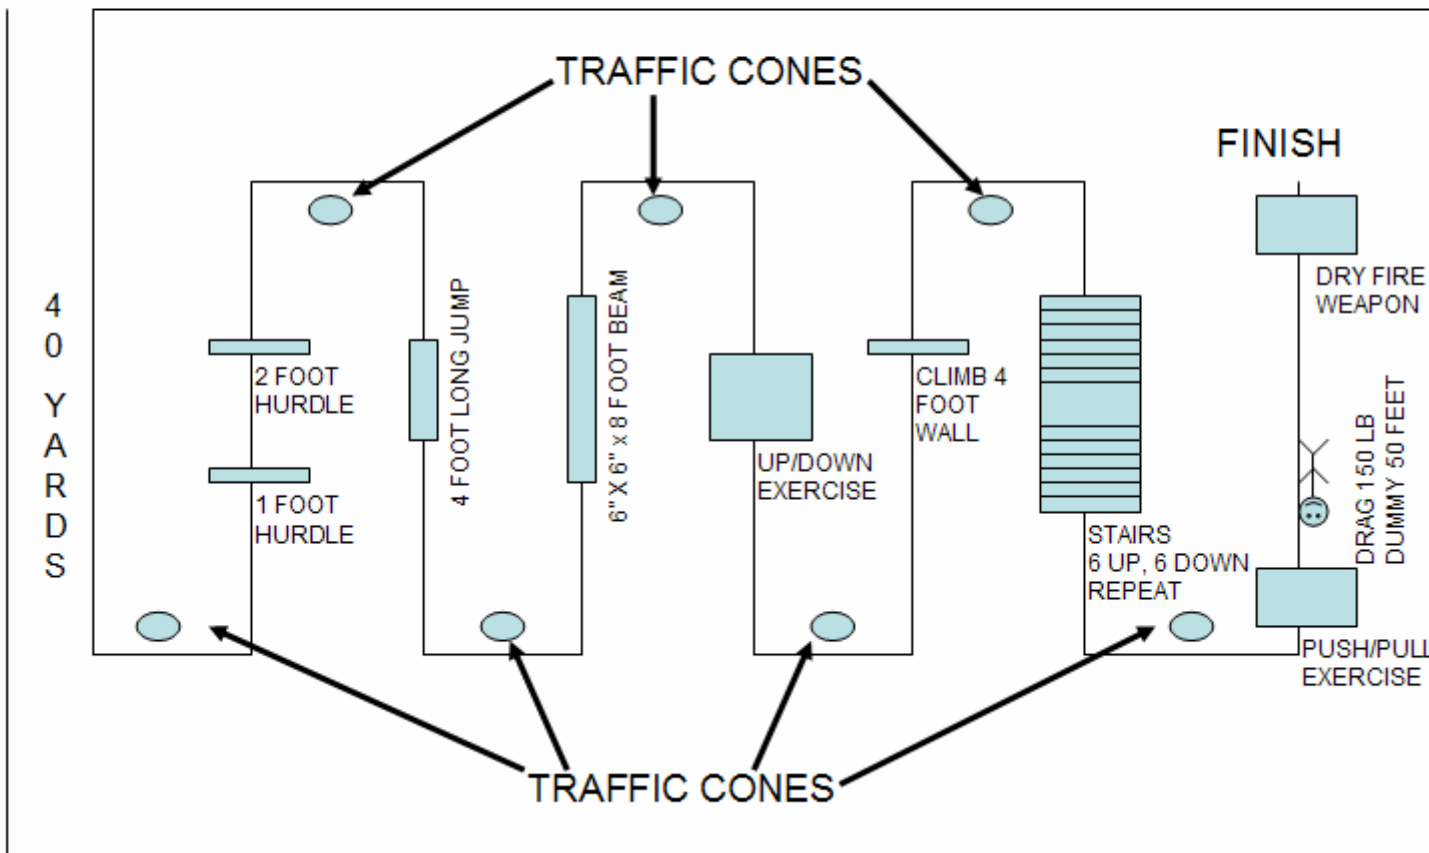 TRAFFIC CONES
FINISH
40 YARDS
2 FOOT
HURDLE
1 FOOT
HURDLE
4 FOOT LONG JUMP
6" X 6" x 8 FOOT BEAM
UP/DOWN
EXERCISE
CLIMB 4
FOOT
WALL
STAIRS
6 UP, 6 DOWN
REPEAT
DRY FIRE
WEAPON
DRAG 150 LB
DUMMY 50 FEET
PUSH/PULL
EXERCISE
TRAFFIC CONES